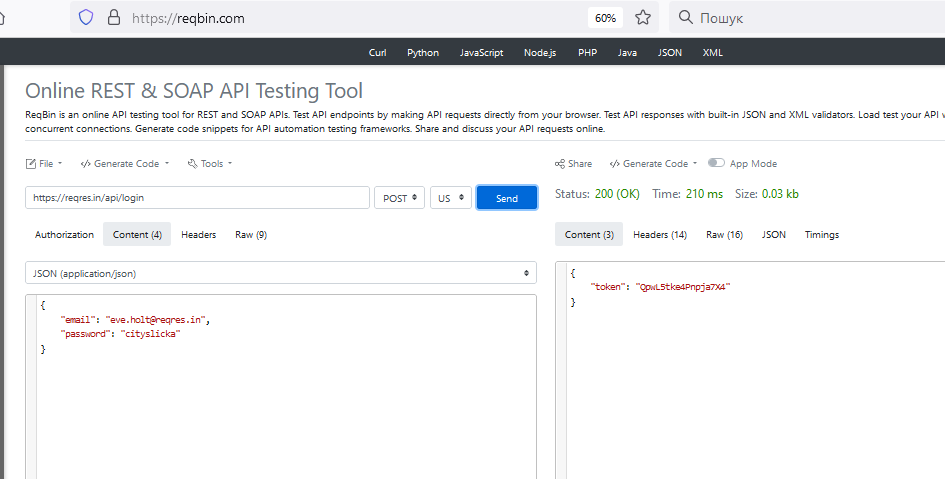 https://reqbin.com
60%
Пошук
Curl Python JavaScript Node.js PHP Java JSON XML
Online REST & SOAP API Testing Tool
ReqBin is an online API testing tool for REST and SOAP APIs. Test API endpoints by making API requests directly from your browser. Test API responses with built-in JSON and XML validators. Load test your API
concurrent connections. Generate code snippets for API automation testing frameworks. Share and discuss your API requests online.
File Generate Code Tools
Share Generate Code App Mode
https://reqres.in/api/login POST US Send
Status: 200 (OK) Time: 210 ms Size: 0.03 kb
Authorization Content (4) Headers Raw (9)
Content (3) Headers (14) Raw (16) JSON Timings
JSON (application/json)
{
"email": "eve.holt@reqres.in",
"password": "cityslicka"
}
{
"token": "QpwL5tke4Pnpja7X4"
}